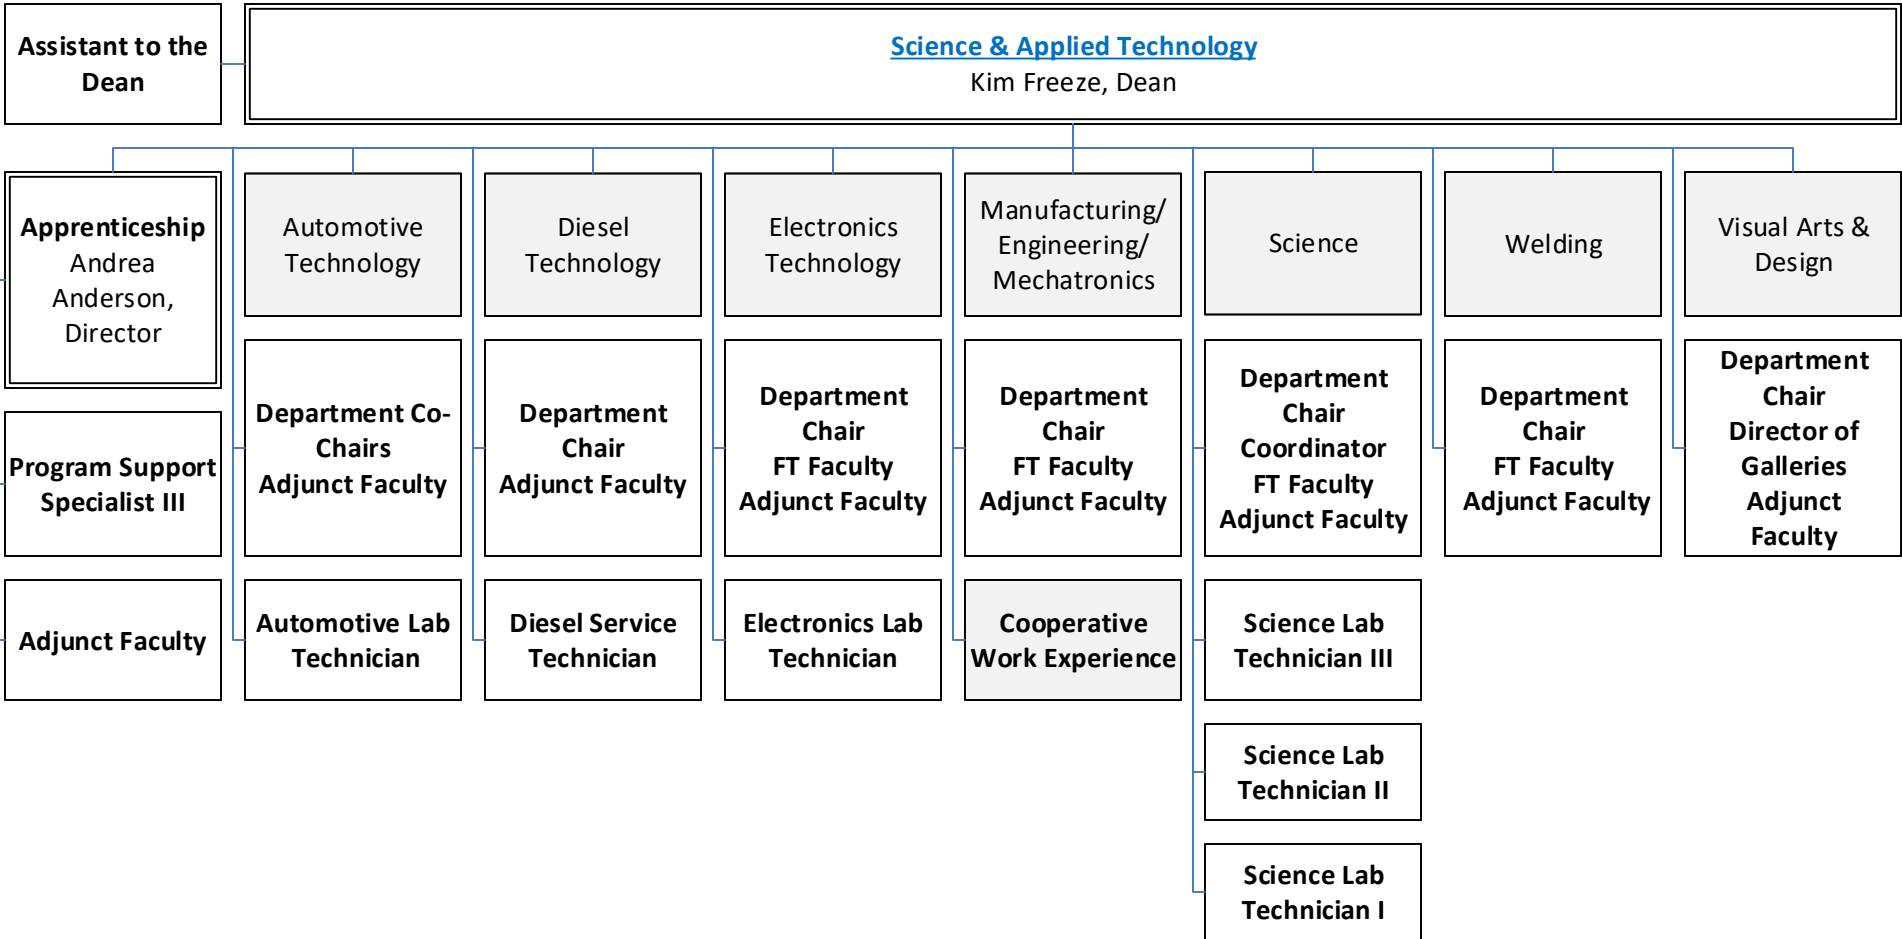 Assistant to the
Dean
Science & Applied Technology
Kim Freeze, Dean
Apprenticeship
Andrea
Anderson,
Director
Automotive
Technology
Diesel
Technology
Electronics
Technology
Manufacturing/
Engineering/
Mechatronics
Science
Welding
Visual Arts &
Design
Program Support
Specialist III
Department Co-
Chairs
Adjunct Faculty
Department
Chair
Adjunct Faculty
Department
Chair
FT Faculty
Adjunct Faculty
Department
Chair
FT Faculty
Adjunct Faculty
Department
Chair
Coordinator
FT Faculty
Adjunct Faculty
Department
Chair
FT Faculty
Adjunct Faculty
Department
Chair
Director of
Galleries
Adjunct
Faculty
Adjunct Faculty
Automotive Lab
Technician
Diesel Service
Technician
Electronics Lab
Technician
Cooperative
Work Experience
Science Lab
Technician III
Science Lab
Technician II
Science Lab
Technician I